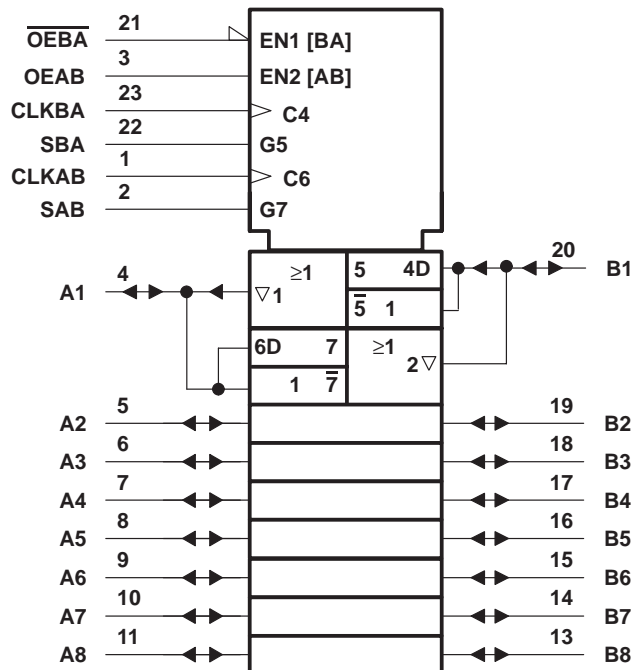 21
OEBA EN1 [BA]
3
OEAB EN2 [AB]
23
CLKBA C4
22
SBA G5
1
CLKAB C6
2
SAB G7
4 ≥1 5 4D 20
A1 ▽1 B1
5̅ 1
6D 7 ≥1
2▽
1 7̅
5 19
A2 B2
6 18
A3 B3
7 17
A4 B4
8 16
A5 B5
9 15
A6 B6
10 14
A7 B7
11 13
A8 B8